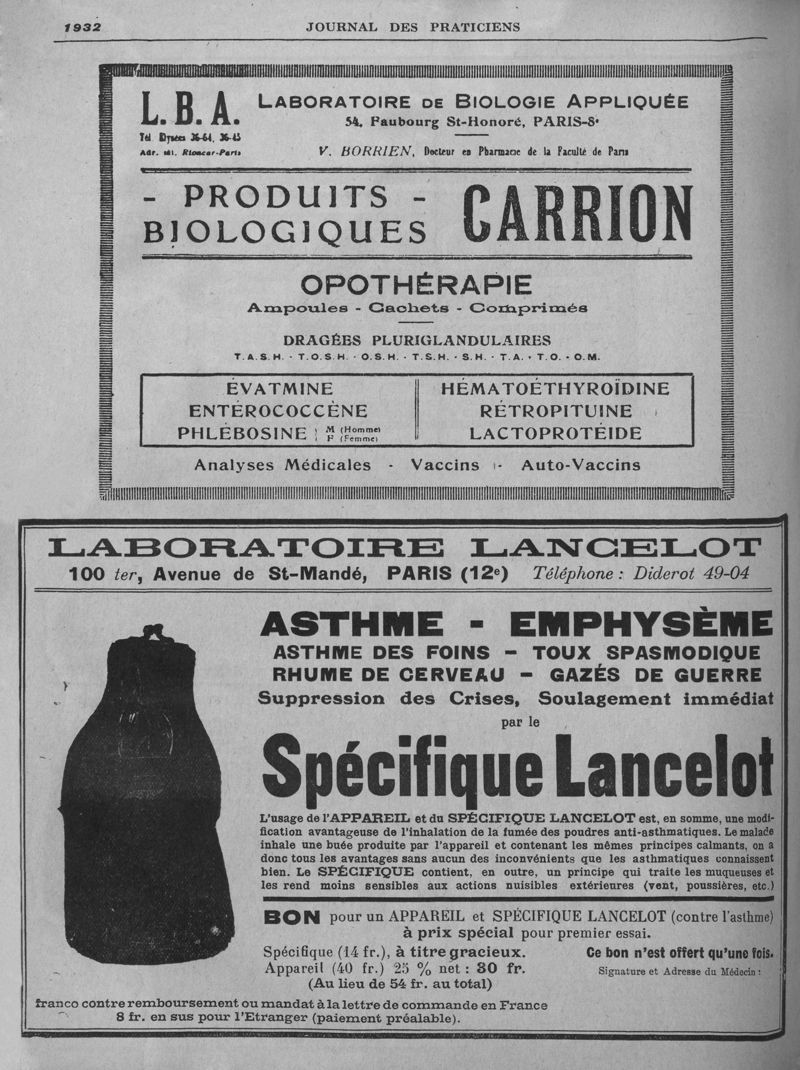 1932
JOURNAL DES PRATICIENS
L.B.A.
LABORATOIRE DE BIOLOGIE APPLIQUÉE
54, Faubourg St-Honoré, PARIS-8e
Tél Élysées 36-64, 36-45
Adr. tél. Rioncar-Paris
V. BORRIEN, Docteur en Pharmacie de la Faculté de Paris
- PRODUITS -
BIOLOGIQUES
CARRION
OPOTHÉRAPIE
Ampoules - Cachets - Comprimés
DRAGÉES PLURIGLANDULAIRES
T.A.S.H. - T.O.S.H. - O.S.H. - T.S.H. - S.H. - T.A. - T.O. - O.M.
ÉVATMINE
ENTÉROCOCCÈNE
PHLÉBOSINE M (Homme)
F (Femme)
HÉMATOÉTHYROÏDINE
RÉTROPITUINE
LACTOPROTÉIDE
Analyses Médicales - Vaccins - Auto-Vaccins
LABORATOIRE LANCELOT
100 ter, Avenue de St-Mandé, PARIS (12e) Téléphone : Diderot 49-04
ASTHME - EMPHYSÈME
ASTHME DES FOINS - TOUX SPASMODIQUE
RHUME DE CERVEAU - GAZÉS DE GUERRE
Suppression des Crises, Soulagement immédiat
par le
Spécifique Lancelot
L'usage de l'APPAREIL et du SPÉCIFIQUE LANCELOT est, en somme, une modi-
fication avantageuse de l'inhalation de la fumée des poudres anti-asthmatiques. Le malade
inhale une buée produite par l'appareil et contenant les mêmes principes calmants, on a
donc tous les avantages sans aucun des inconvénients que les asthmatiques connaissent
bien. Le SPÉCIFIQUE contient, en outre, un principe qui traite les muqueuses et
les rend moins sensibles aux actions nuisibles extérieures (vent, poussières, etc.)
BON pour un APPAREIL et SPÉCIFIQUE LANCELOT (contre l'asthme)
à prix spécial pour premier essai.
Spécifique (14 fr.), à titre gracieux.
Appareil (40 fr.) 25 % net : 30 fr.
(Au lieu de 54 fr. au total)
Ce bon n'est offert qu'une fois.
Signature et Adresse du Médecin :
franco contre remboursement ou mandat à la lettre de commande en France
8 fr. en sus pour l'Etranger (paiement préalable).